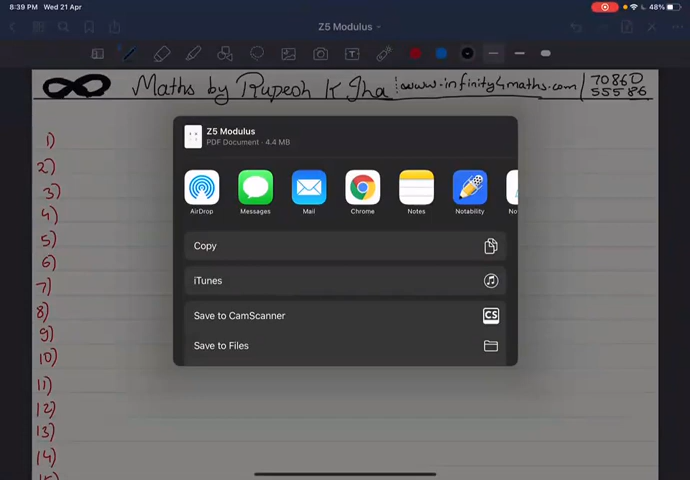 8:39 PM Wed 21 Apr
48%
Z5 Modulus
Maths by Rupesh K Jha
www.infinity4maths.com
7086D
55586
Z5 Modulus
PDF Document · 4.4 MB
AirDrop
Messages
Mail
Chrome
Notes
Notability
No
Copy
iTunes
Save to CamScanner
CS
Save to Files
1)
2)
3)
4)
5)
6)
7)
8)
9)
10)
11)
12)
13)
14)